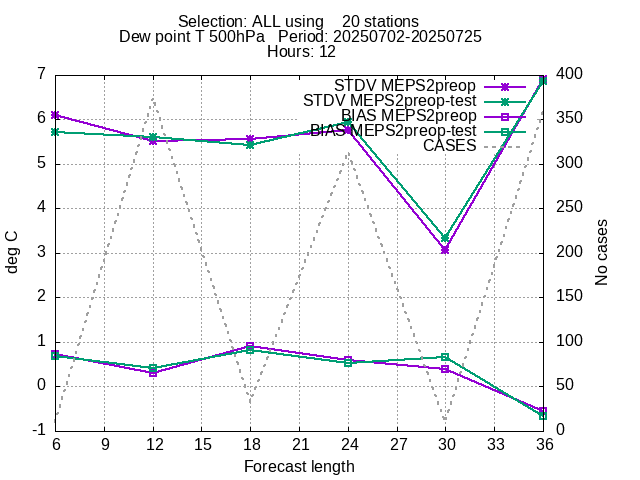 Selection: ALL using    20 stations
Dew point T 500hPa   Period: 20250702-20250725
Hours: 12
7 400
STDV MEPS2preop
STDV MEPS2preop-test
6 350
BIAS MEPS2preop
BIAS MEPS2preop-test
CASES
5 300
4 250
deg C
No cases
3 200
2 150
1 100
0 50
-1 0
6 9 12 15 18 21 24 27 30 33 36
Forecast length